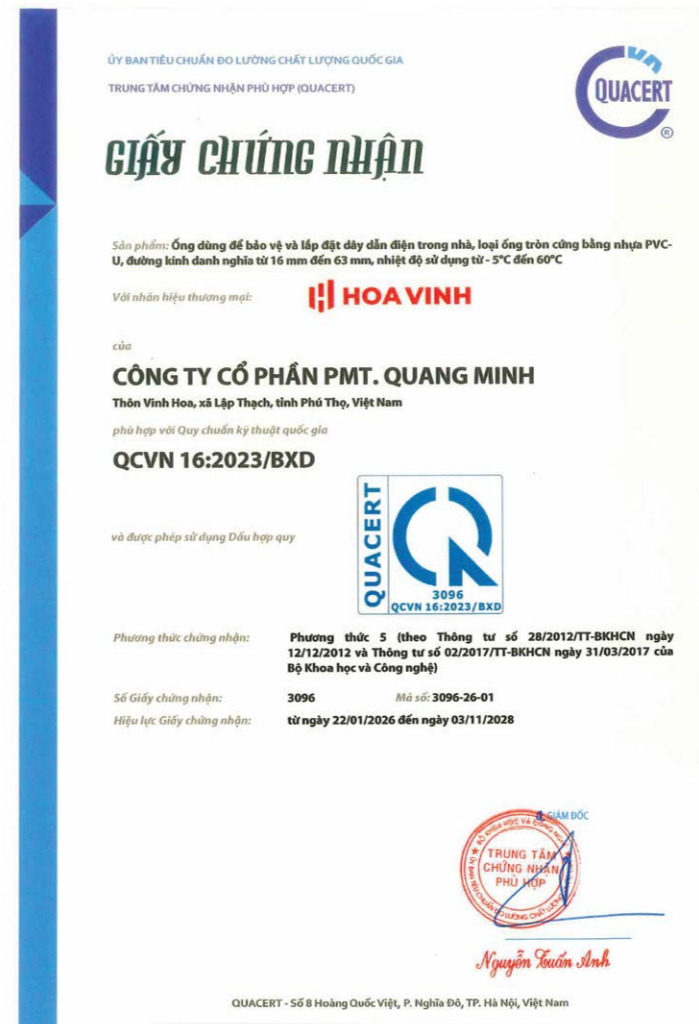 ỦY BAN TIÊU CHUẨN ĐO LƯỜNG CHẤT LƯỢNG QUỐC GIA
TRUNG TÂM CHỨNG NHẬN PHÙ HỢP (QUACERT)
QUACERT
®
GIẤY CHỨNG NHẬN
Sản phẩm: Ống dùng để bảo vệ và lắp đặt dây dẫn điện trong nhà, loại ống tròn cứng bằng nhựa PVC-
U, đường kính danh nghĩa từ 16 mm đến 63 mm, nhiệt độ sử dụng từ - 5°C đến 60°C
Với nhãn hiệu thương mại:
HOA VINH
của
CÔNG TY CỔ PHẦN PMT. QUANG MINH
Thôn Vinh Hoa, xã Lập Thạch, tỉnh Phú Thọ, Việt Nam
phù hợp với Quy chuẩn kỹ thuật quốc gia
QCVN 16:2023/BXD
và được phép sử dụng Dấu hợp quy
QUACERT
3096
QCVN 16:2023/BXD
Phương thức chứng nhận: Phương thức 5 (theo Thông tư số 28/2012/TT-BKHCN ngày
12/12/2012 và Thông tư số 02/2017/TT-BKHCN ngày 31/03/2017 của
Bộ Khoa học và Công nghệ)
Số Giấy chứng nhận: 3096 Mã số: 3096-26-01
Hiệu lực Giấy chứng nhận: từ ngày 22/01/2026 đến ngày 03/11/2028
GIÁM ĐỐC
BỘ KHOA HỌC VÀ CÔNG NGHỆ
TRUNG TÂM
CHỨNG NHẬN
PHÙ HỢP
Nguyễn Tuấn Anh
QUACERT - Số 8 Hoàng Quốc Việt, P. Nghĩa Đô, TP. Hà Nội, Việt Nam